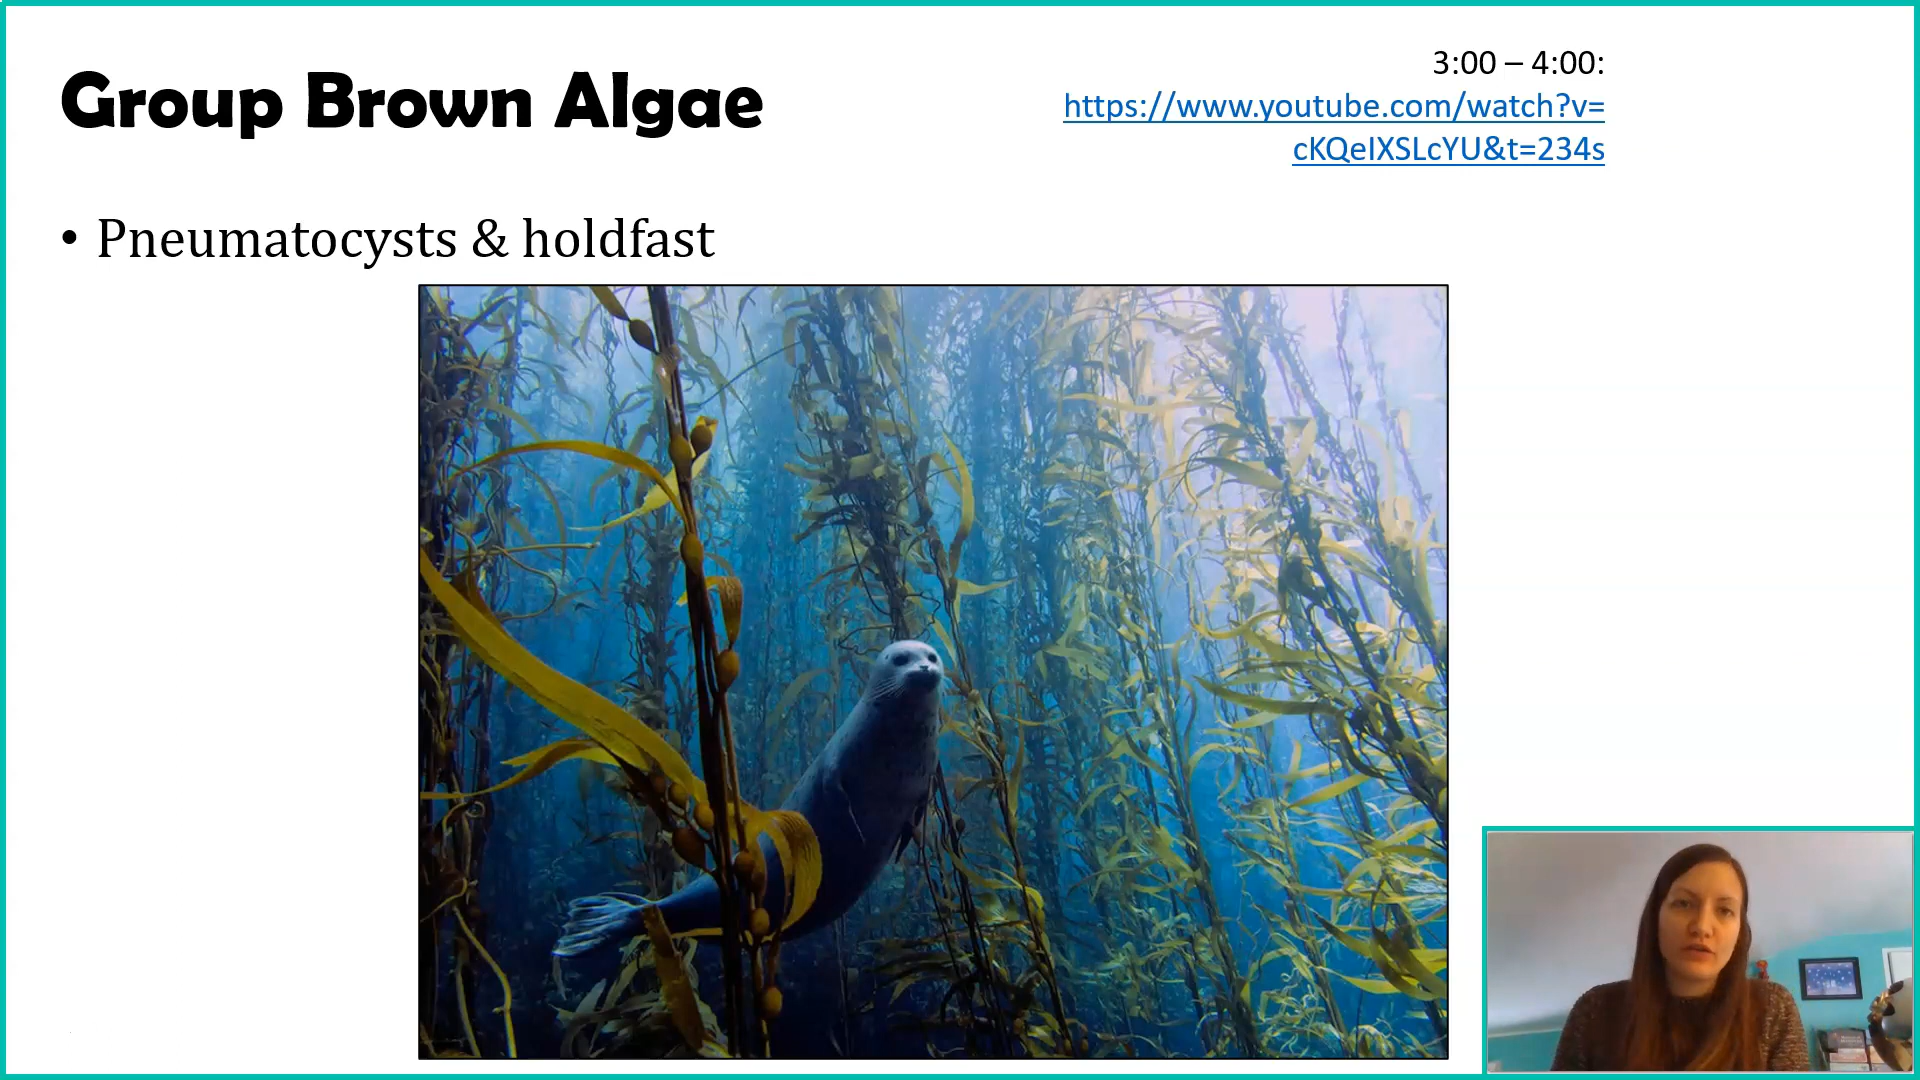 Group Brown Algae
3:00 – 4:00:
https://www.youtube.com/watch?v=
cKQeIXSLcYU&t=234s
• Pneumatocysts & holdfast